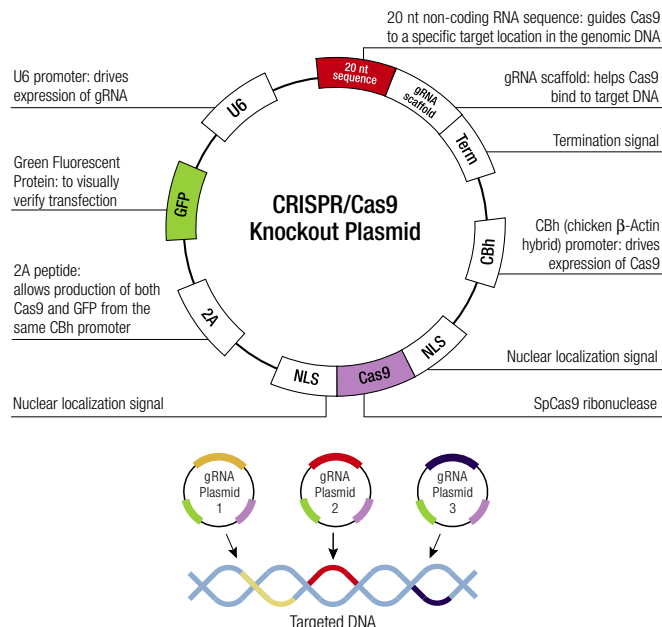 20 nt non-coding RNA sequence: guides Cas9
to a specific target location in the genomic DNA
U6 promoter: drives
expression of gRNA
20 nt
sequence
gRNA
scaffold
gRNA scaffold: helps Cas9
bind to target DNA
U6
Term
Termination signal
Green Fluorescent
Protein: to visually
verify transfection
GFP
CRISPR/Cas9
Knockout Plasmid
CBh
CBh (chicken β-Actin
hybrid) promoter: drives
expression of Cas9
2A peptide:
allows production of both
Cas9 and GFP from the
same CBh promoter
2A
NLS
Cas9
NLS
Nuclear localization signal
Nuclear localization signal
SpCas9 ribonuclease
gRNA
Plasmid
1
gRNA
Plasmid
2
gRNA
Plasmid
3
Targeted DNA